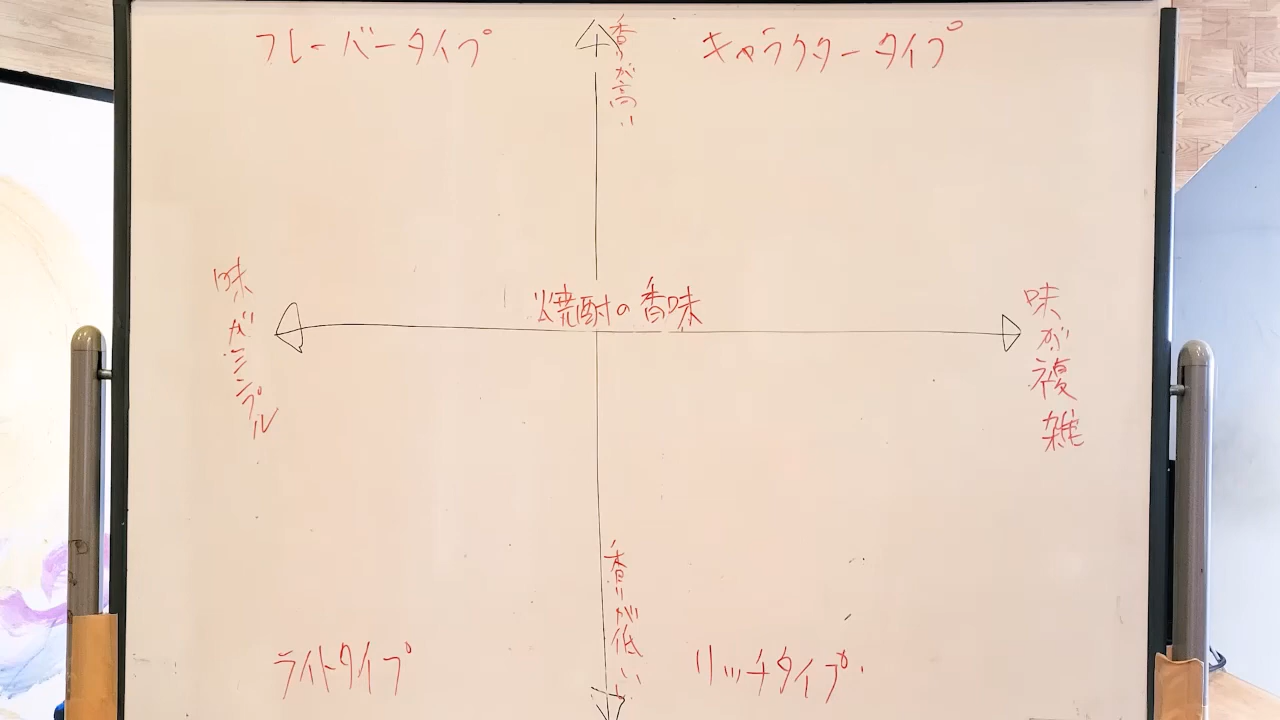 フレーバータイプ
香りが高い
キャラクタータイプ
味がシンプル
焼酎の香味
味が複雑
香りが低い
ライトタイプ
リッチタイプ